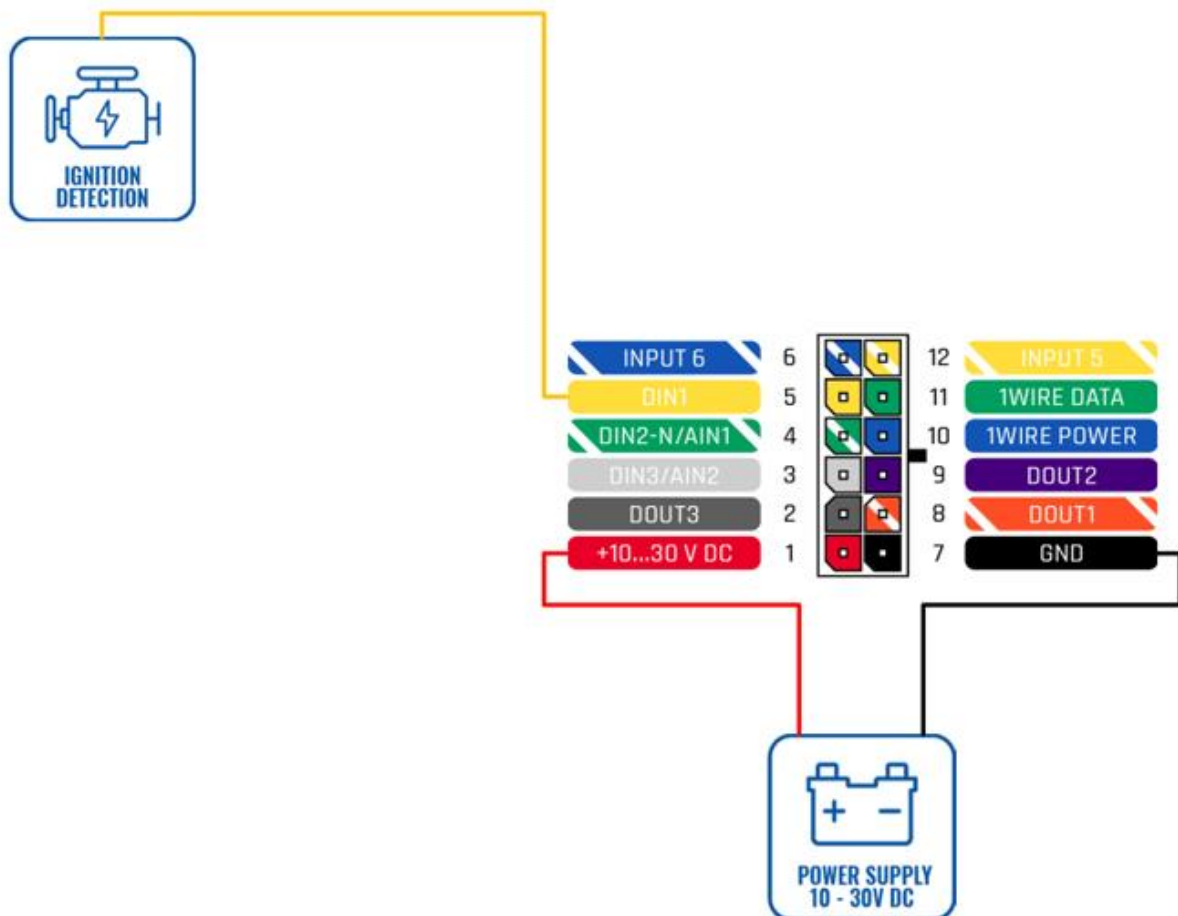 IGNITION
DETECTION
INPUT 6 6 12 INPUT 5
DIN1 5 11 1WIRE DATA
DIN2-N/AIN1 4 10 1WIRE POWER
DIN3/AIN2 3 9 DOUT2
DOUT3 2 8 DOUT1
+10...30 V DC 1 7 GND
+ −
POWER SUPPLY
10 - 30V DC